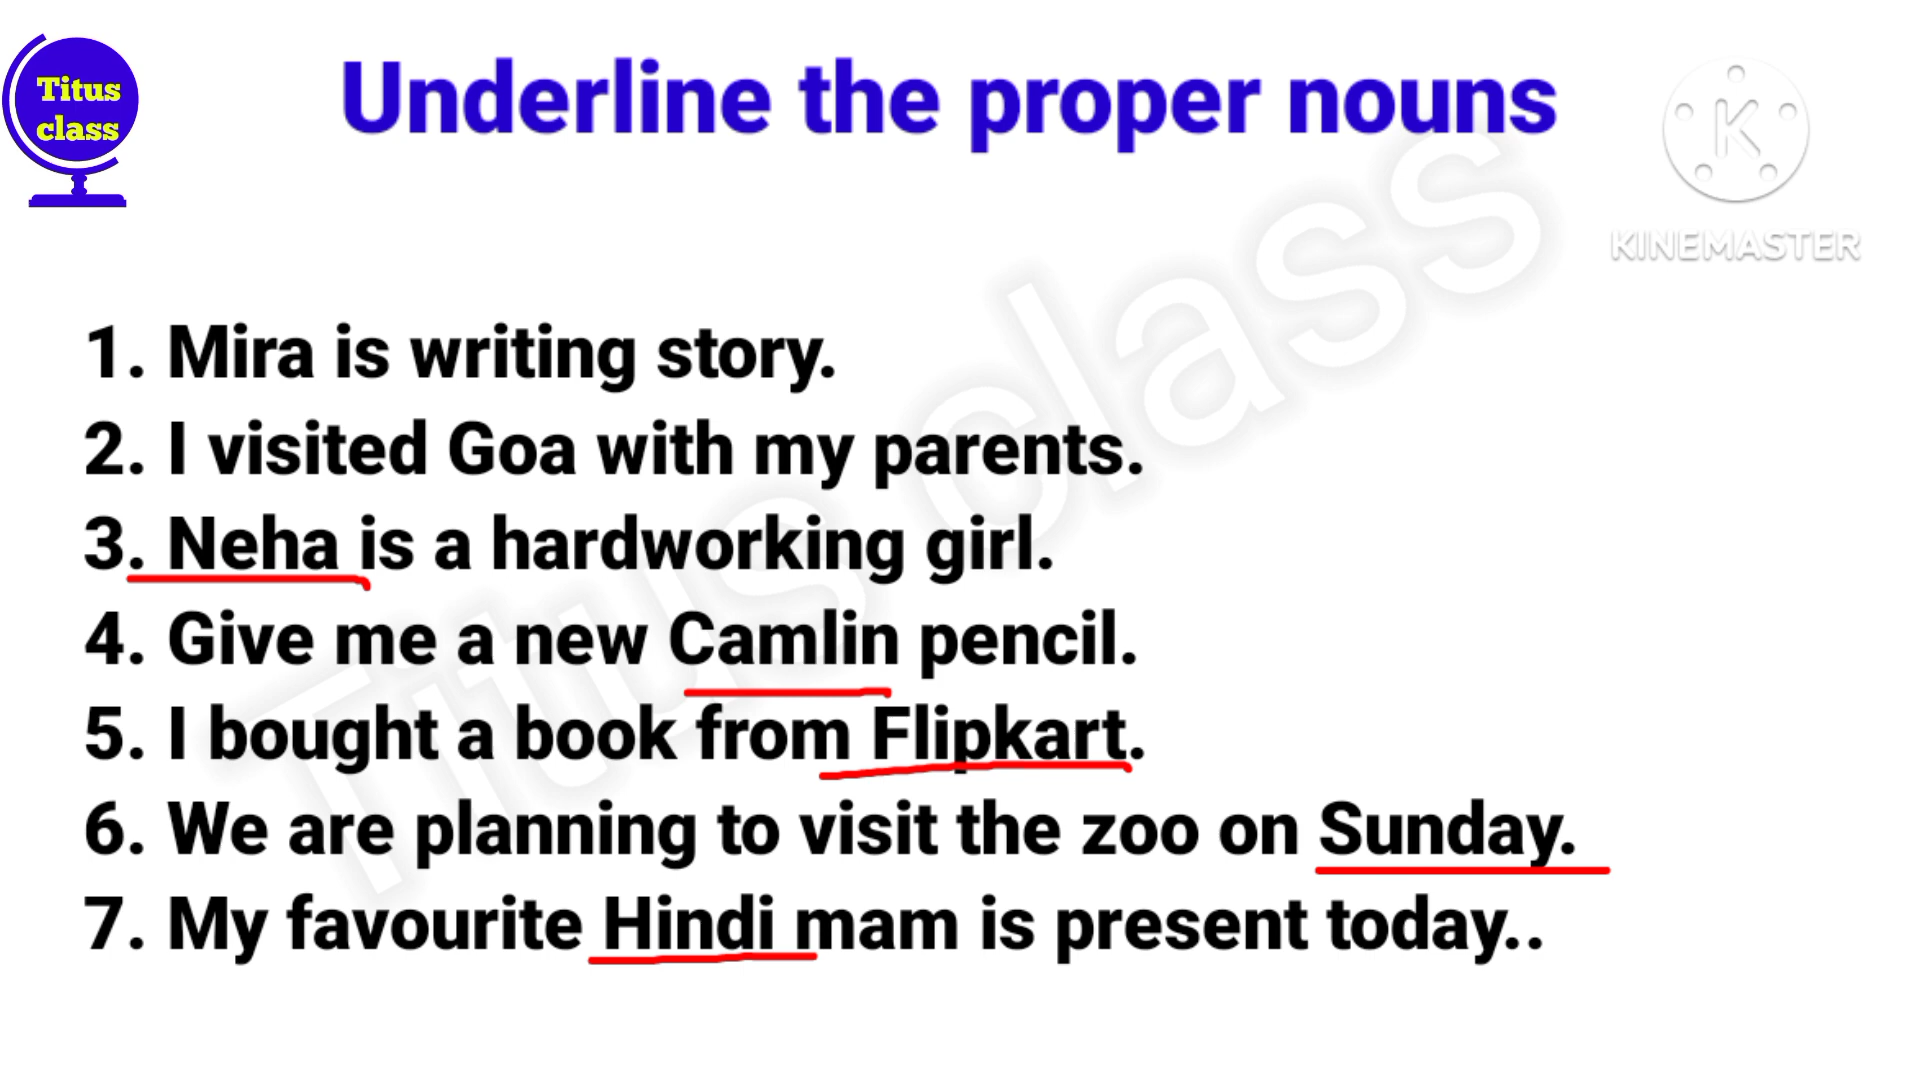 Titus
class
Underline the proper nouns
K
KINEMASTER
Titus class
1. Mira is writing story.
2. I visited Goa with my parents.
3. Neha is a hardworking girl.
4. Give me a new Camlin pencil.
5. I bought a book from Flipkart.
6. We are planning to visit the zoo on Sunday.
7. My favourite Hindi mam is present today..